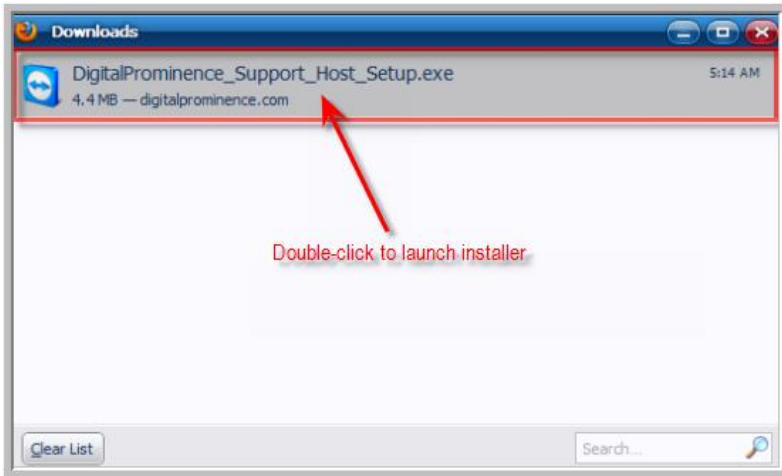 Downloads
DigitalProminence_Support_Host_Setup.exe
5:14 AM
4.4 MB — digitalprominence.com
Double-click to launch installer
Clear List
Search...